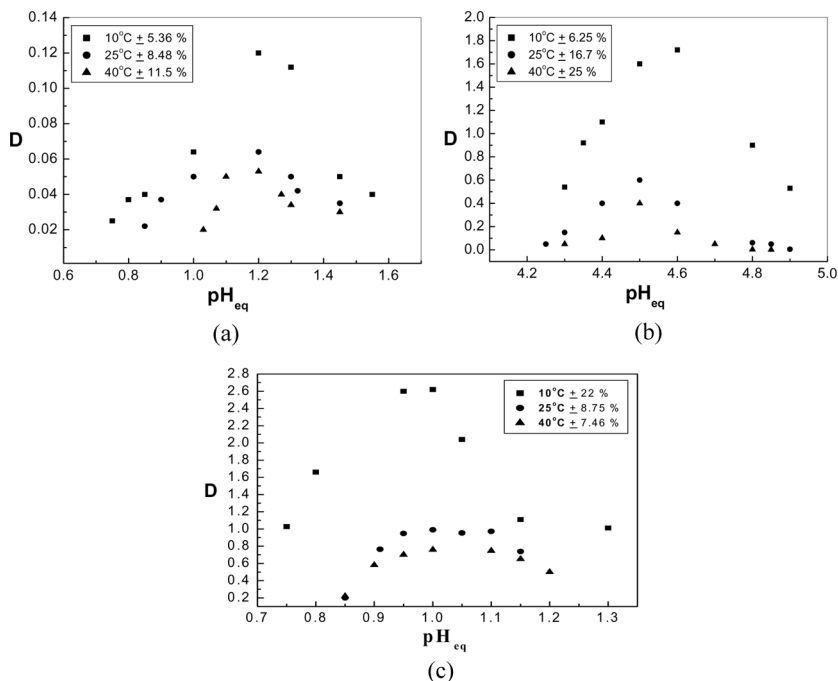 0.14
0.12
0.10
0.08
0.06
0.04
0.02
D
10°C ± 5.36 %
25°C ± 8.48 %
40°C ± 11.5 %
0.6 0.8 1.0 1.2 1.4 1.6
pHeq
(a)
2.0
1.8
1.6
1.4
1.2
1.0
0.8
0.6
0.4
0.2
0.0
D
10°C ± 6.25 %
25°C ± 16.7 %
40°C ± 25 %
4.2 4.4 4.6 4.8 5.0
pHeq
(b)
2.8
2.6
2.4
2.2
2.0
1.8
1.6
1.4
1.2
1.0
0.8
0.6
0.4
0.2
D
10°C ± 22 %
25°C ± 8.75 %
40°C ± 7.46 %
0.7 0.8 0.9 1.0 1.1 1.2 1.3
pHeq
(c)